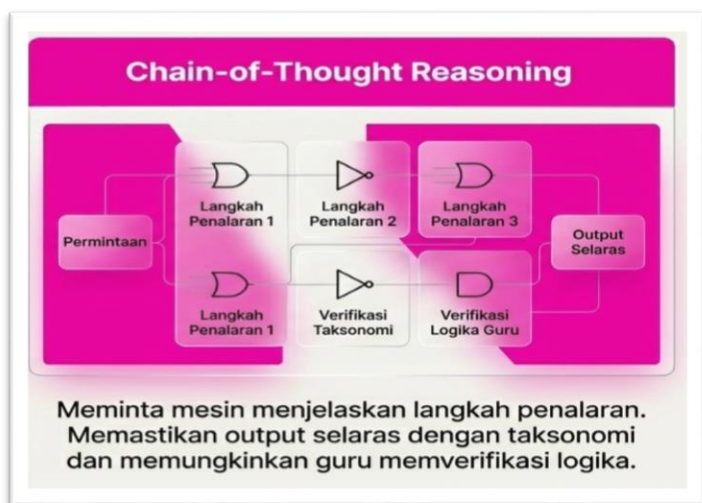 Chain-of-Thought Reasoning
Permintaan
Langkah
Penalaran 1
Langkah
Penalaran 2
Langkah
Penalaran 3
Langkah
Penalaran 1
Verifikasi
Taksonomi
Verifikasi
Logika Guru
Output
Selaras
Meminta mesin menjelaskan langkah penalaran.
Memastikan output selaras dengan taksonomi
dan memungkinkan guru memverifikasi logika.